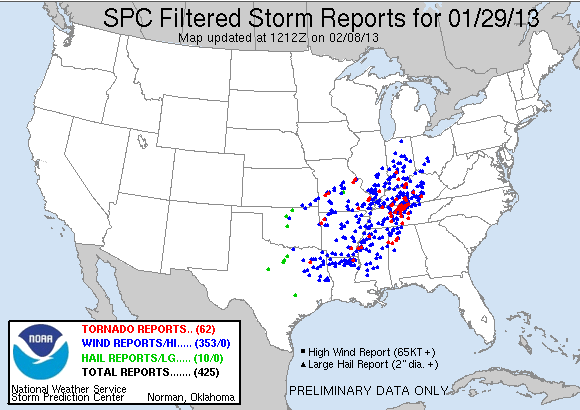 SPC Filtered Storm Reports for 01/29/13
Map updated at 1212Z on 02/08/13
TORNADO REPORTS.. (62)
WIND REPORTS/HI..... (353/0)
HAIL REPORTS/LG..... (10/0)
TOTAL REPORTS....... (425)
NOAA
National Weather Service
Storm Prediction Center Norman, Oklahoma
High Wind Report (65KT +)
Large Hail Report (2" dia. +)
PRELIMINARY DATA ONLY